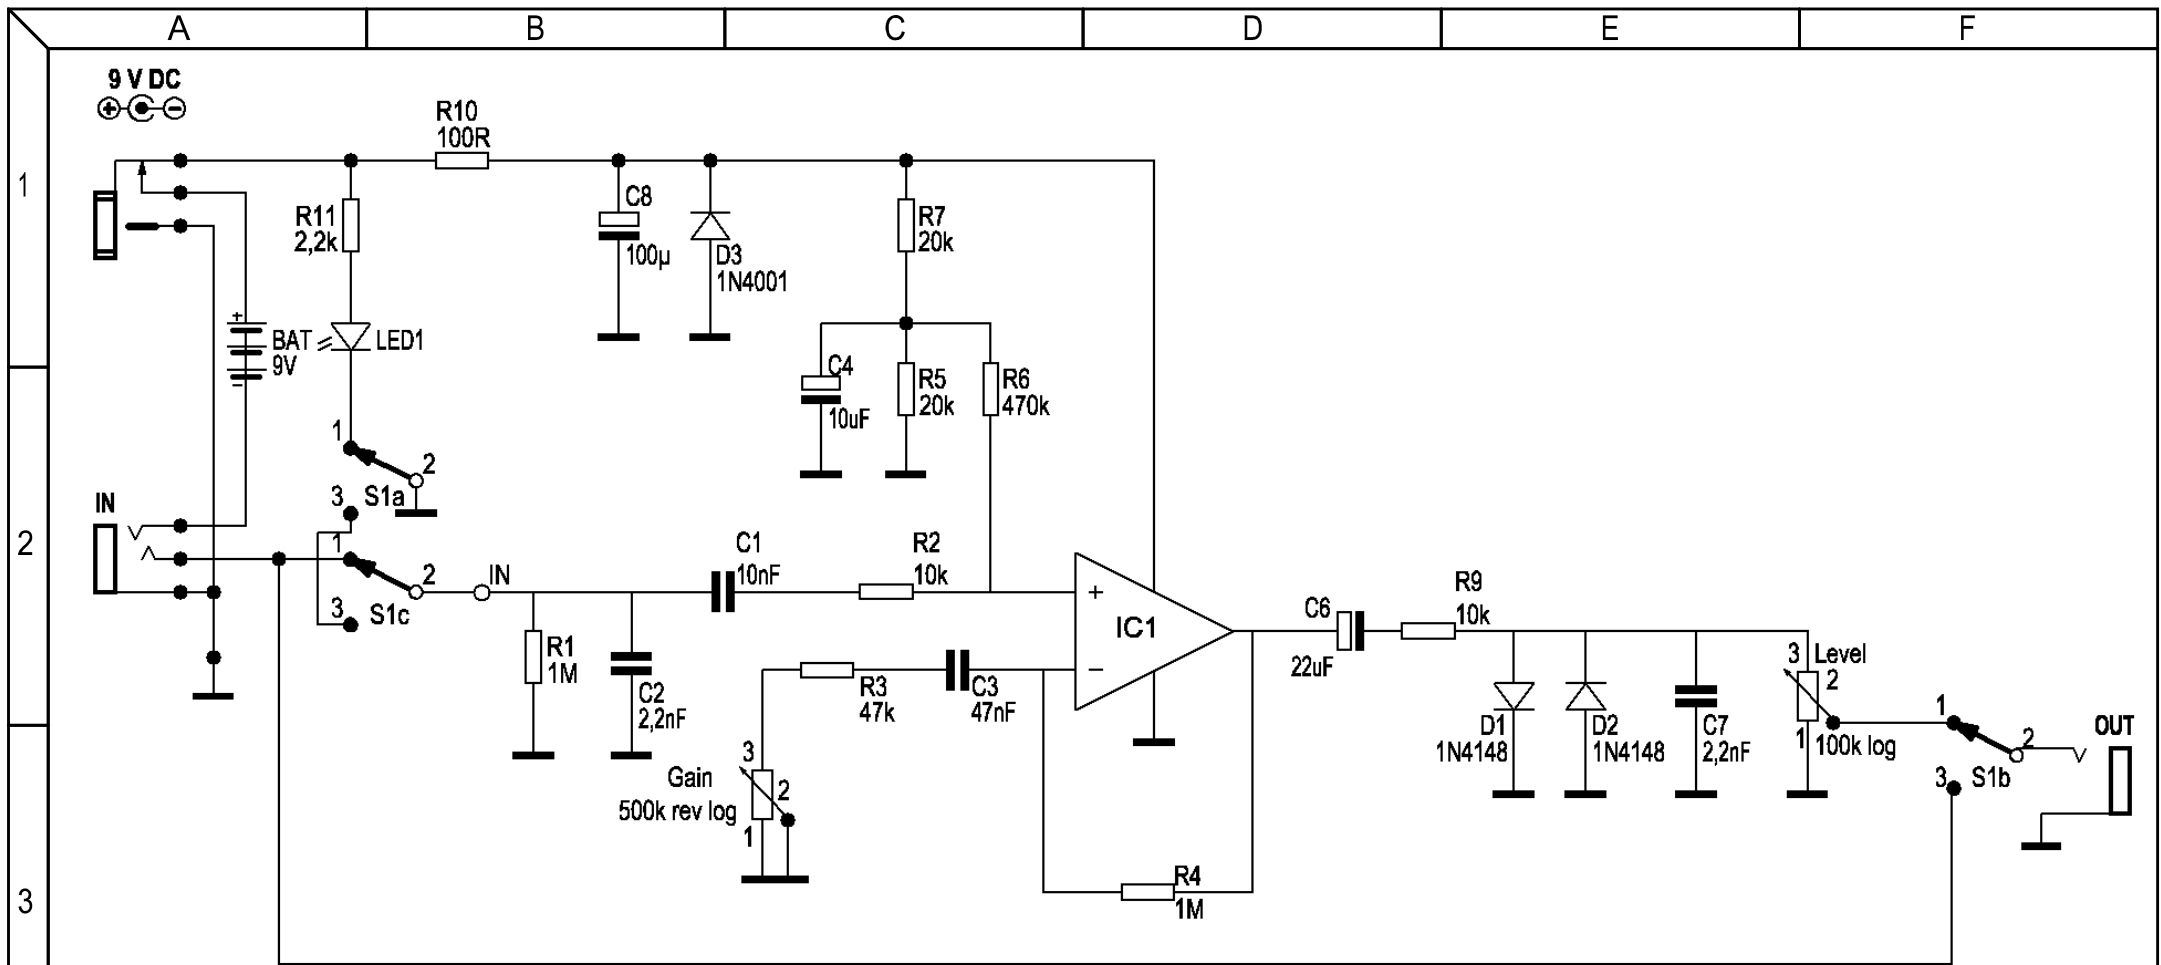 A B C D E F
1
2
3
9 V DC
R10
100R
R11
2,2k
C8
100µ
D3
1N4001
R7
20k
+
BAT
9V
-
LED1
C4
10uF
R5
20k
R6
470k
1
2
3
S1a
IN
1
2
3
S1c
IN
C1
10nF
R2
10k
R1
1M
C2
2,2nF
+
IC1
−
R3
47k
C3
47nF
3
Gain
2
500k rev log
1
R4
1M
C6
22uF
R9
10k
D1
1N4148
D2
1N4148
C7
2,2nF
3 Level
2
1 100k log
1
2
3
S1b
OUT